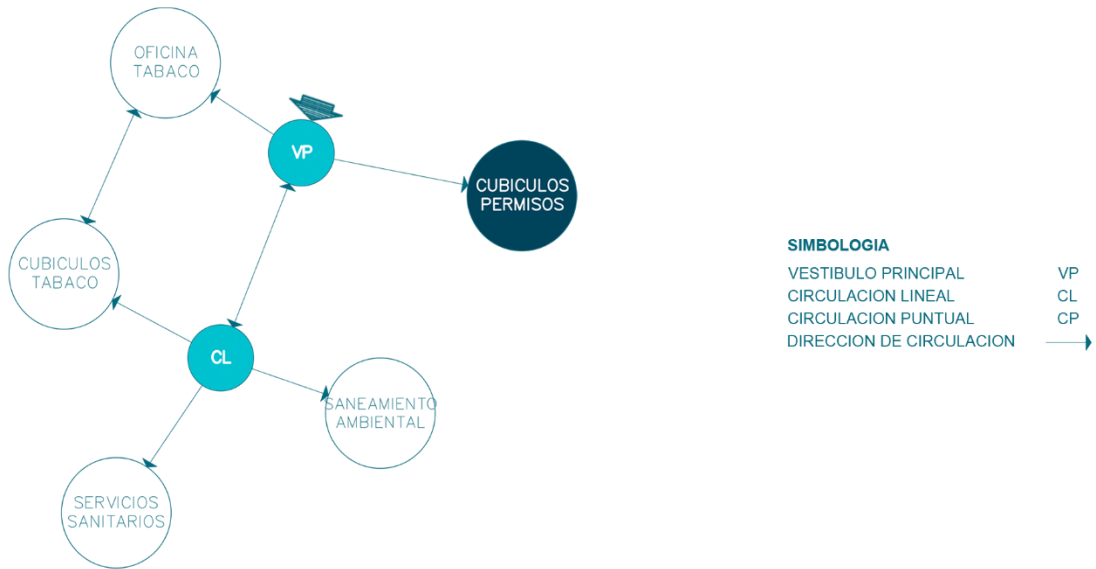 OFICINA
TABACO
VP
CUBICULOS
PERMISOS
CUBICULOS
TABACO
CL
SANEAMIENTO
AMBIENTAL
SERVICIOS
SANITARIOS
SIMBOLOGIA
VESTIBULO PRINCIPAL VP
CIRCULACION LINEAL CL
CIRCULACION PUNTUAL CP
DIRECCION DE CIRCULACION